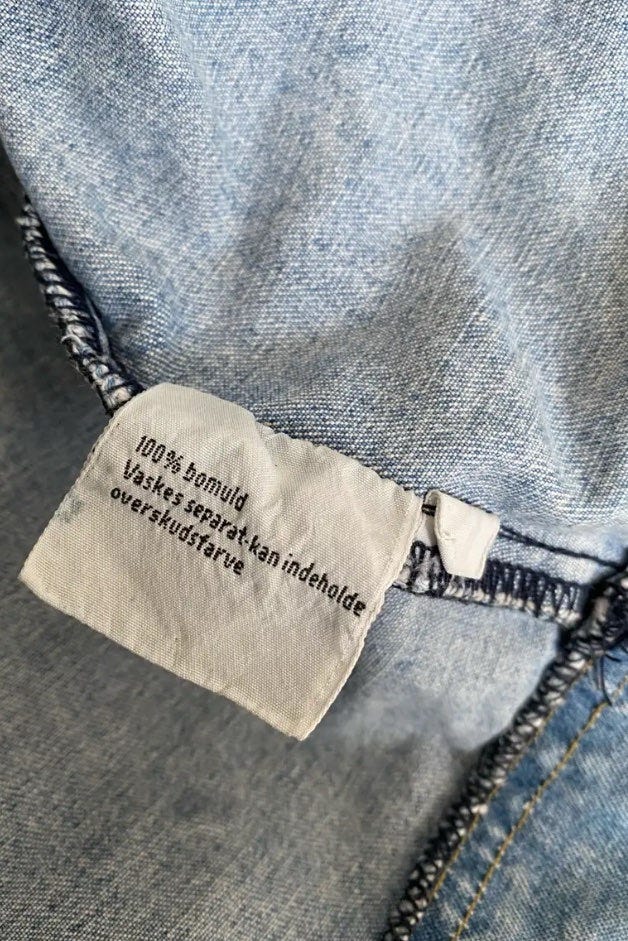 100% bomuld
Vaskes separat-kan indeholde
overskudsfarve